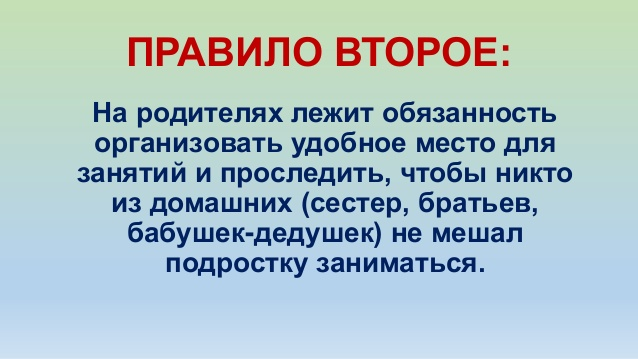 ПРАВИЛО ВТОРОЕ:
На родителях лежит обязанность
организовать удобное место для
занятий и проследить, чтобы никто
из домашних (сестер, братьев,
бабушек-дедушек) не мешал
подростку заниматься.